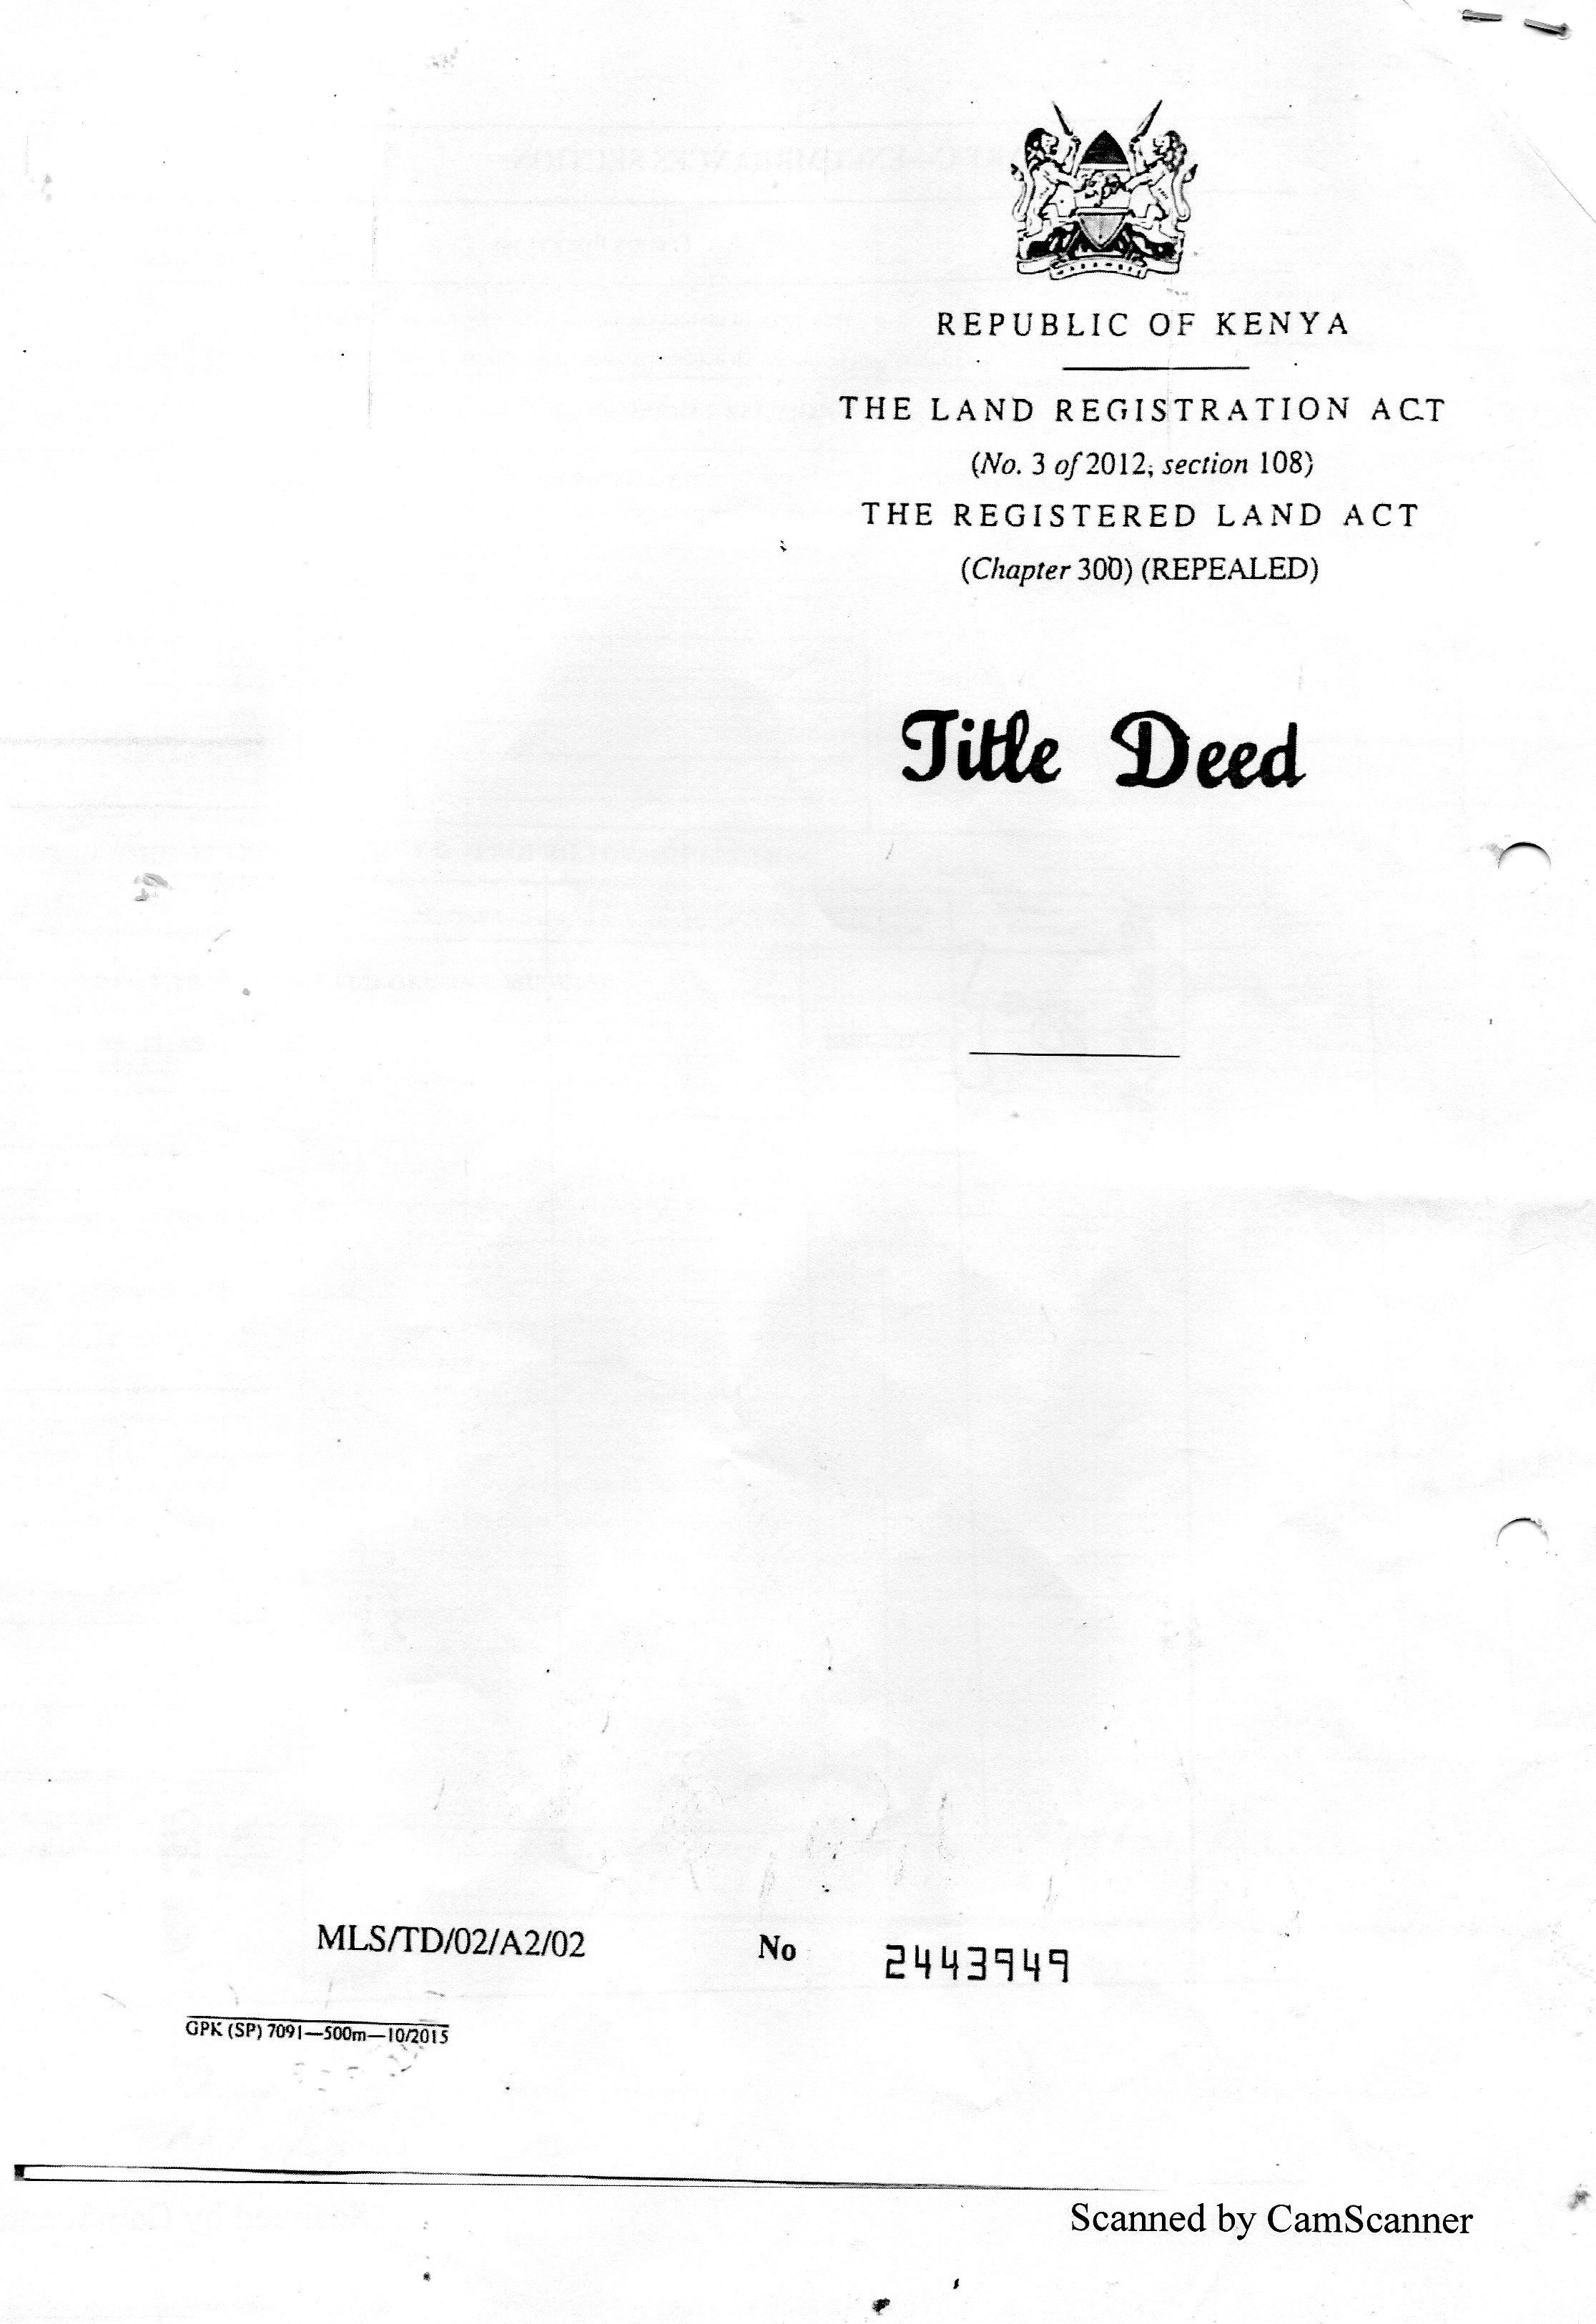 REPUBLIC OF KENYA
THE LAND REGISTRATION ACT
(No. 3 of 2012, section 108)
THE REGISTERED LAND ACT
(Chapter 300) (REPEALED)
Title Deed
MLS/TD/02/A2/02 No 2443949
GPK (SP) 7091—500m—10/2015
Scanned by CamScanner